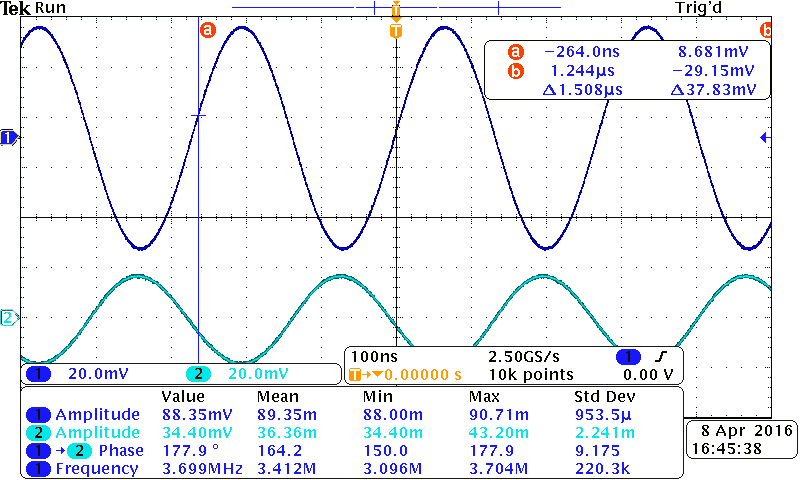 Tek Run Trig'd
a T b
a −264.0ns 8.681mV
b 1.244µs −29.15mV
Δ1.508µs Δ37.83mV
1
2
1 20.0mV 2 20.0mV
100ns 2.50GS/s 1
T→▼0.00000 s 10k points 0.00 V
Value Mean Min Max Std Dev
1 Amplitude 88.35mV 89.35m 88.00m 90.71m 953.5µ
2 Amplitude 34.40mV 36.36m 34.40m 43.20m 2.241m
1 → 2 Phase 177.9 ° 164.2 150.0 177.9 9.175
1 Frequency 3.699MHz 3.412M 3.096M 3.704M 220.3k
8 Apr 2016
16:45:38